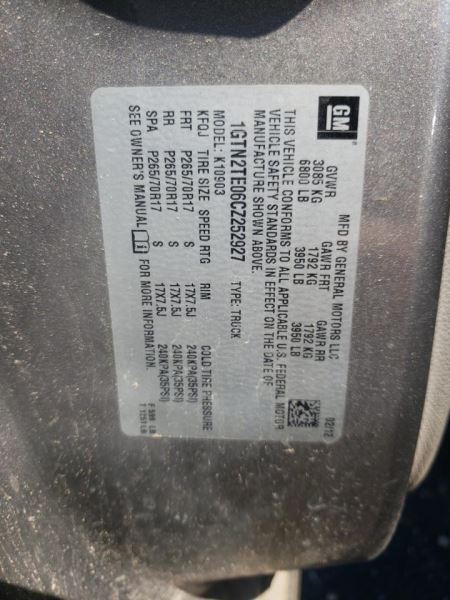 GM
MFD BY GENERAL MOTORS LLC
GVWR GAWR FRT GAWR RR
3085 KG 1792 KG 1792 KG
6800 LB 3950 LB 3950 LB
02/12
THIS VEHICLE CONFORMS TO ALL APPLICABLE U.S. FEDERAL MOTOR
VEHICLE SAFETY STANDARDS IN EFFECT ON THE DATE OF
MANUFACTURE SHOWN ABOVE.
1GTN2TE06CZ252927 TYPE: TRUCK
MODEL: K10903
KFQJ TIRE SIZE SPEED RTG RIM COLD TIRE PRESSURE
FRT P265/70R17 S 17X7.5J 240KPA(35PSI)
RR P265/70R17 S 17X7.5J 240KPA(35PSI)
SPA P265/70R17 S 17X7.5J 240KPA(35PSI)
SEE OWNER'S MANUAL FOR MORE INFORMATION.